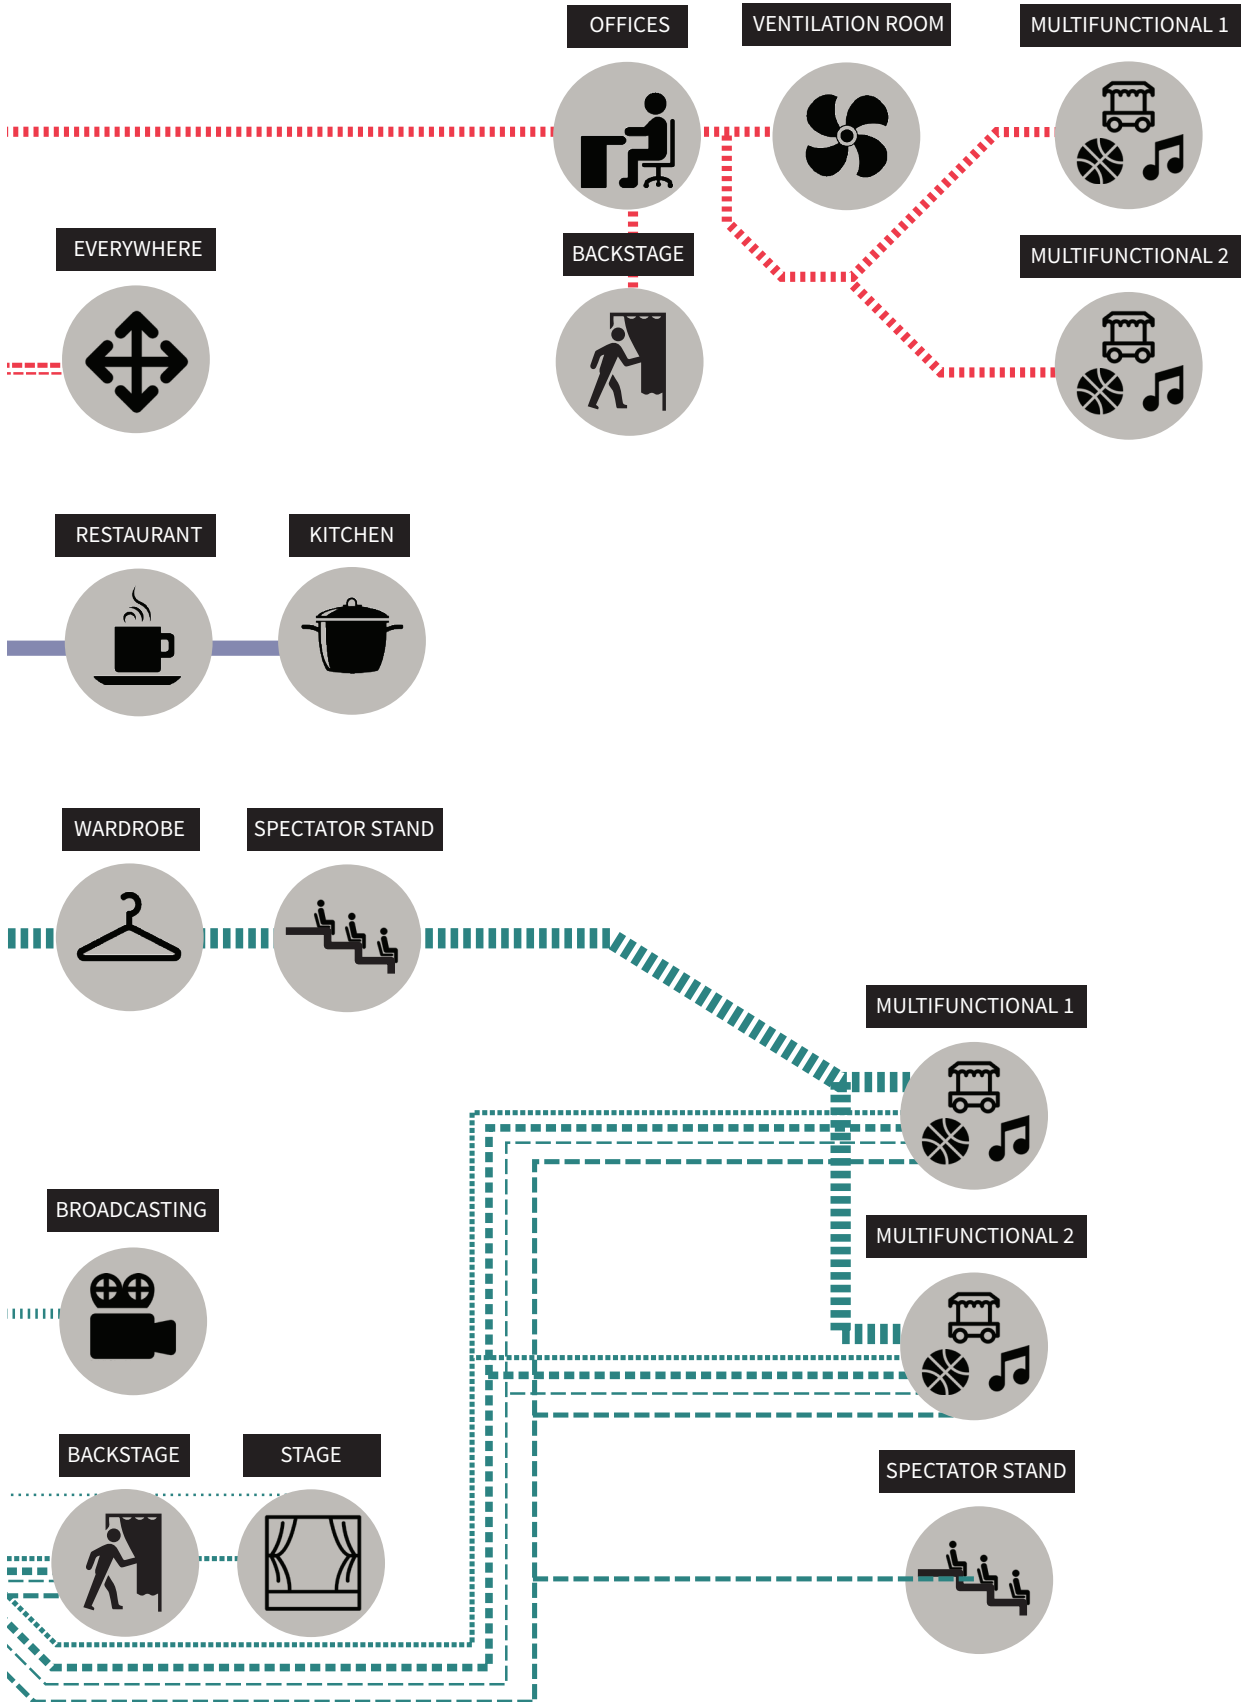 OFFICES
VENTILATION ROOM
MULTIFUNCTIONAL 1
EVERYWHERE
BACKSTAGE
MULTIFUNCTIONAL 2
RESTAURANT
KITCHEN
WARDROBE
SPECTATOR STAND
MULTIFUNCTIONAL 1
BROADCASTING
MULTIFUNCTIONAL 2
BACKSTAGE
STAGE
SPECTATOR STAND